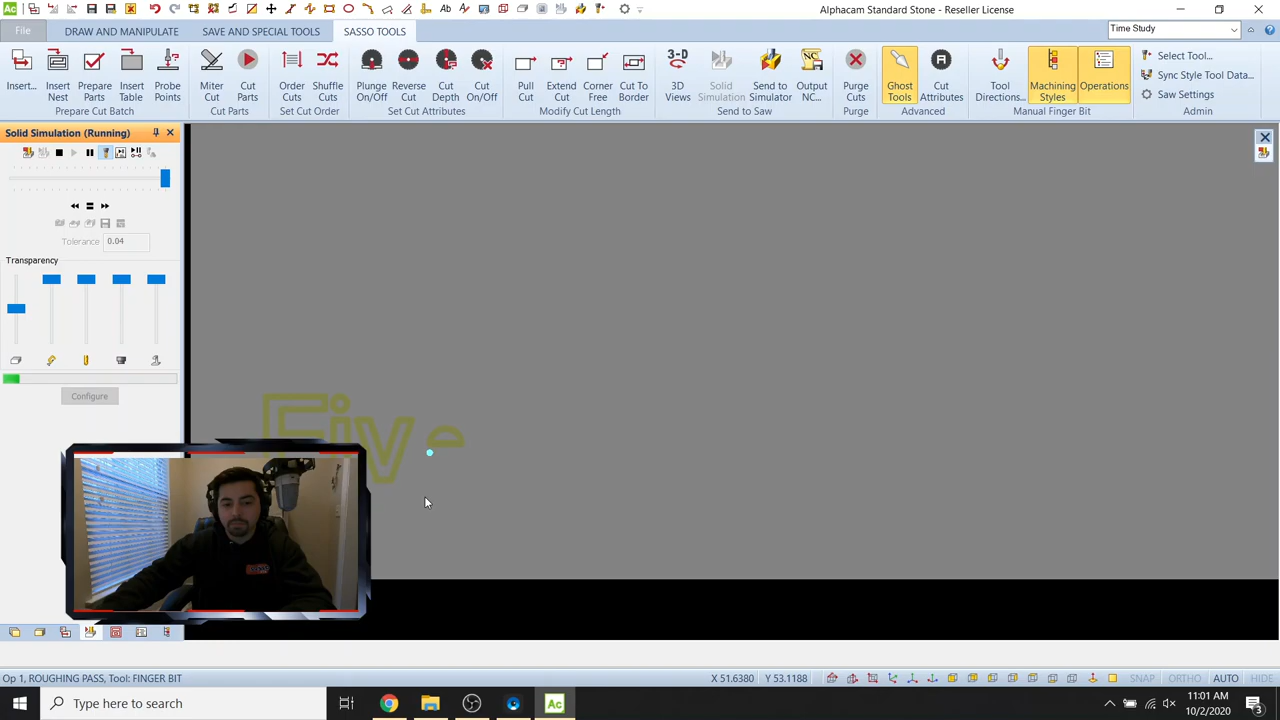 Alphacam Standard Stone - Reseller License
File
DRAW AND MANIPULATE
SAVE AND SPECIAL TOOLS
SASSO TOOLS
Time Study
Insert...
Insert Nest
Prepare Parts
Insert Table
Probe Points
Miter Cut
Cut Parts
Order Cuts
Shuffle Cuts
Plunge On/Off
Reverse Cut
Cut Depth
Cut On/Off
Pull Cut
Extend Cut
Corner Free
Cut To Border
3-D Views
Solid Simulation
Send to Simulator
Output NC...
Purge Cuts
Ghost Tools
Cut Attributes
Tool Directions...
Machining Styles
Operations
Select Tool...
Sync Style Tool Data...
Saw Settings
Prepare Cut Batch
Cut Parts
Set Cut Order
Set Cut Attributes
Modify Cut Length
Send to Saw
Purge
Advanced
Manual Finger Bit
Admin
Solid Simulation (Running)
Tolerance 0.04
Transparency
Configure
Five
Op 1, ROUGHING PASS, Tool: FINGER BIT
X 51.6380
Y 53.1188
SNAP
ORTHO
AUTO
HIDE
Type here to search
11:01 AM
10/2/2020
3